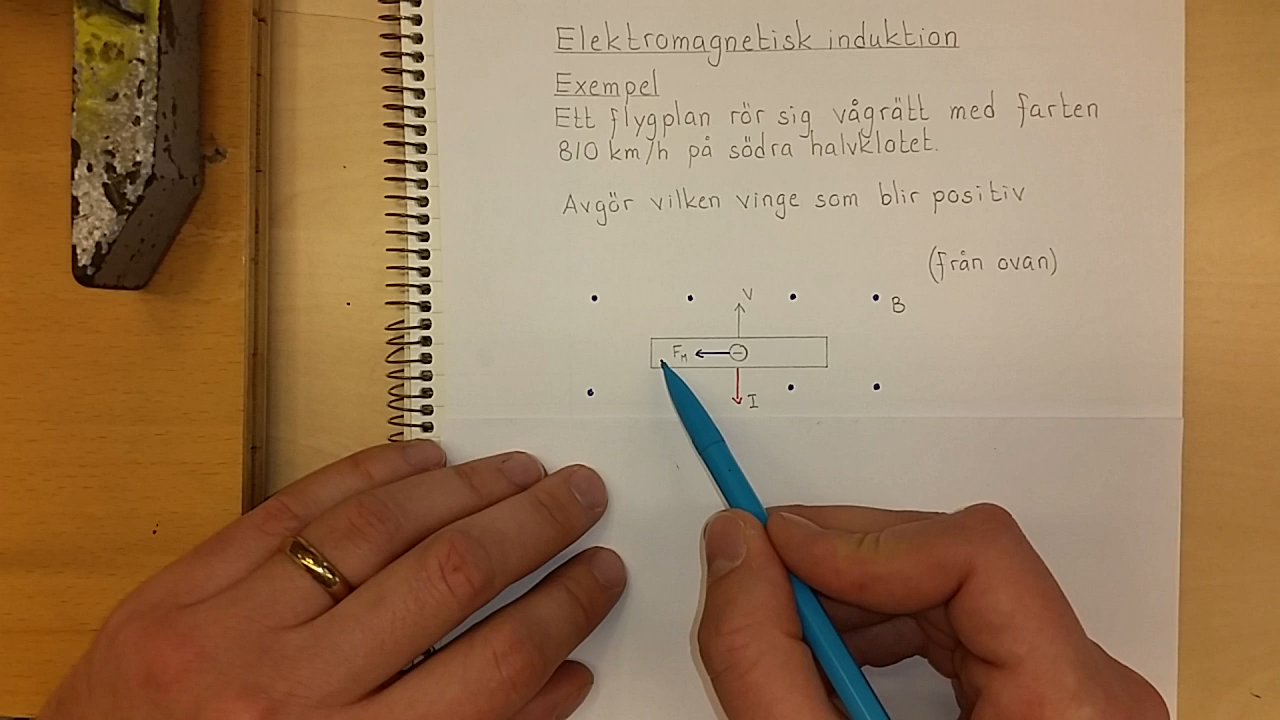 Elektromagnetisk induktion
Exempel
Ett flygplan rör sig vågrätt med farten
810 km/h på södra halvklotet.
Avgör vilken vinge som blir positiv
(från ovan)
V
B
FM
I